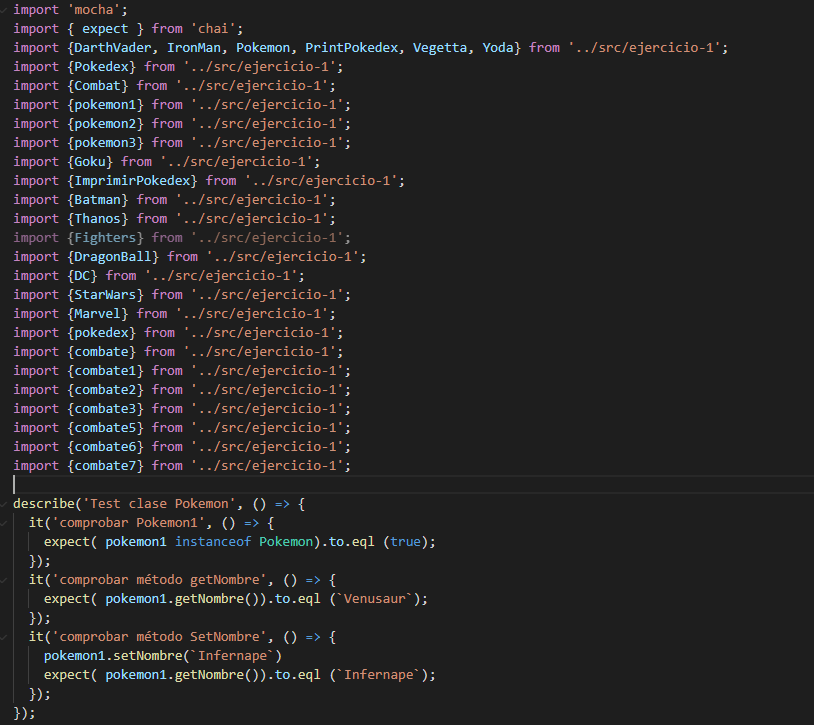 import 'mocha';
import { expect } from 'chai';
import {DarthVader, IronMan, Pokemon, PrintPokedex, Vegetta, Yoda} from '../src/ejercicio-1';
import {Pokedex} from '../src/ejercicio-1';
import {Combat} from '../src/ejercicio-1';
import {pokemon1} from '../src/ejercicio-1';
import {pokemon2} from '../src/ejercicio-1';
import {pokemon3} from '../src/ejercicio-1';
import {Goku} from '../src/ejercicio-1';
import {ImprimirPokedex} from '../src/ejercicio-1';
import {Batman} from '../src/ejercicio-1';
import {Thanos} from '../src/ejercicio-1';
import {Fighters} from '../src/ejercicio-1';
import {DragonBall} from '../src/ejercicio-1';
import {DC} from '../src/ejercicio-1';
import {StarWars} from '../src/ejercicio-1';
import {Marvel} from '../src/ejercicio-1';
import {pokedex} from '../src/ejercicio-1';
import {combate} from '../src/ejercicio-1';
import {combate1} from '../src/ejercicio-1';
import {combate2} from '../src/ejercicio-1';
import {combate3} from '../src/ejercicio-1';
import {combate5} from '../src/ejercicio-1';
import {combate6} from '../src/ejercicio-1';
import {combate7} from '../src/ejercicio-1';
describe('Test clase Pokemon', () => {
  it('comprobar Pokemon1', () => {
    expect( pokemon1 instanceof Pokemon).to.eql (true);
  });
  it('comprobar método getNombre', () => {
    expect( pokemon1.getNombre()).to.eql (`Venusaur`);
  });
  it('comprobar método SetNombre', () => {
    pokemon1.setNombre(`Infernape`)
    expect( pokemon1.getNombre()).to.eql (`Infernape`);
  });
});